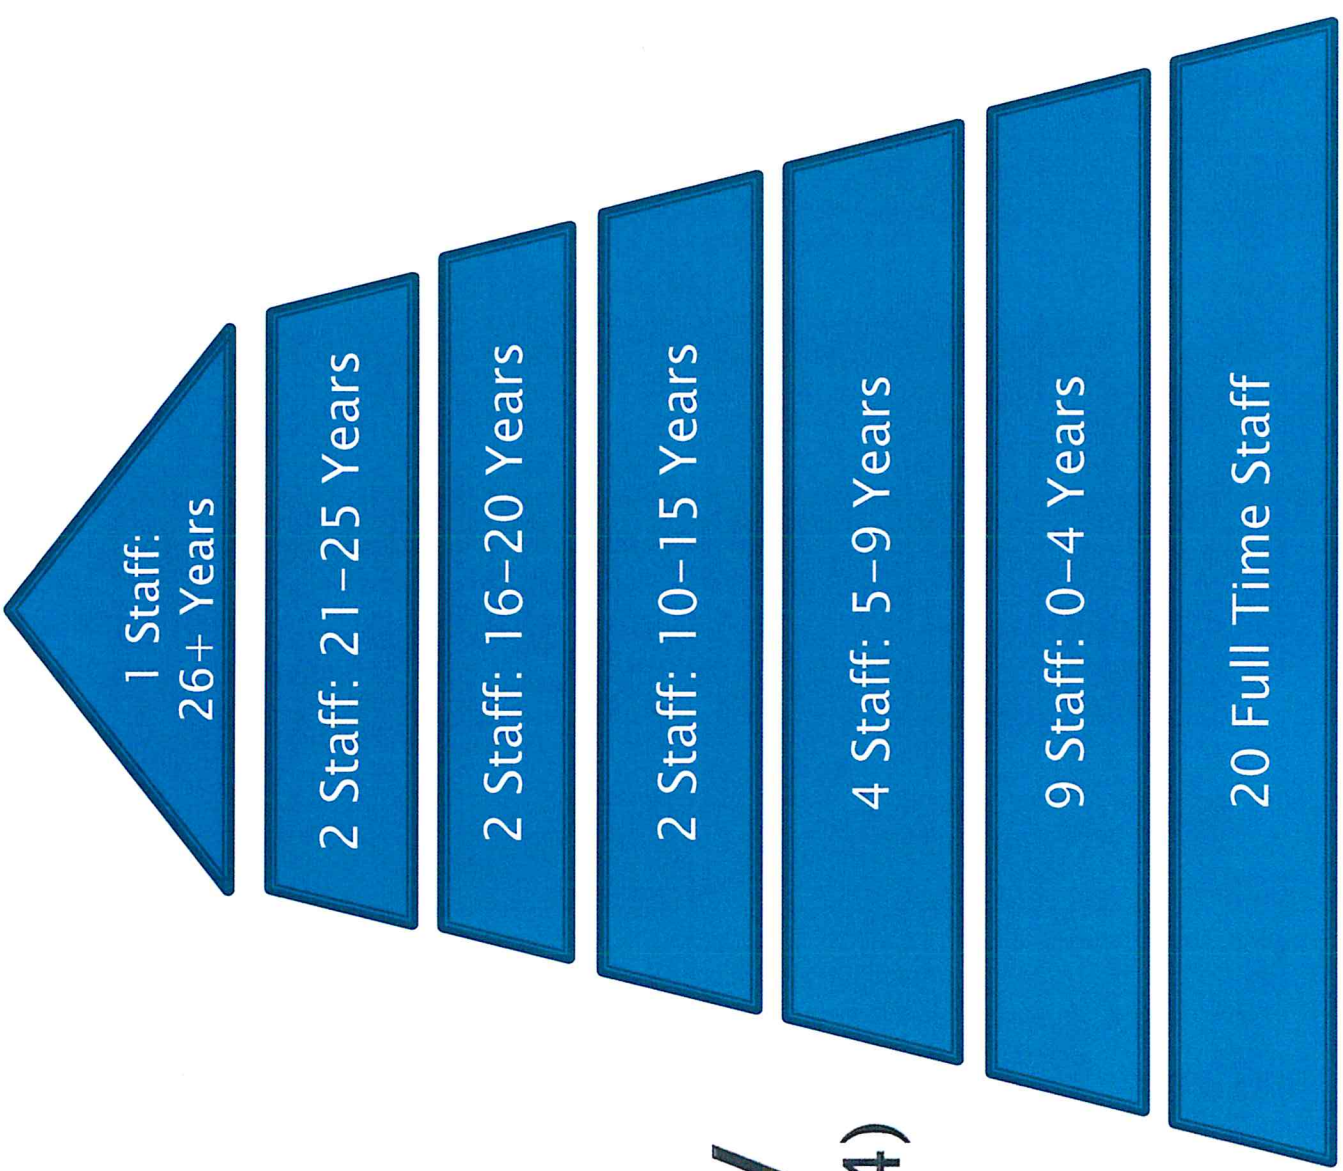 1 Staff:
26+ Years
2 Staff: 21–25 Years
2 Staff: 16–20 Years
2 Staff: 10–15 Years
4 Staff: 5–9 Years
9 Staff: 0–4 Years
20 Full Time Staff
4)